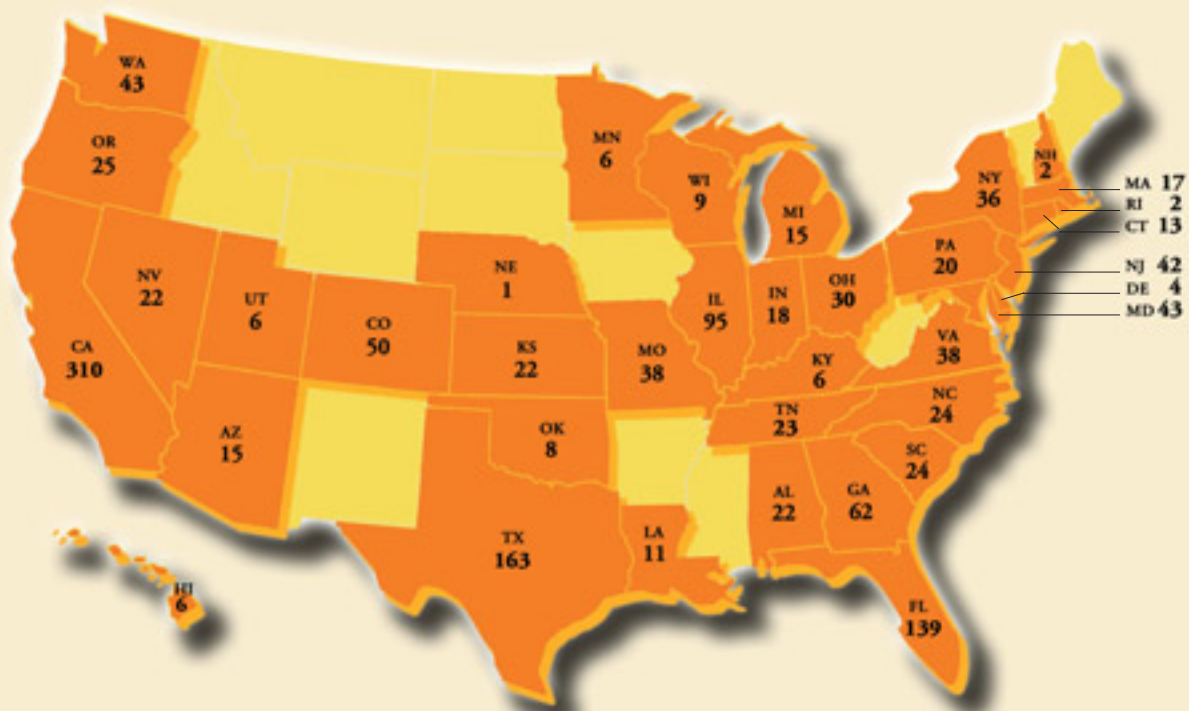 WA
43
OR
25
CA
310
NV
22
UT
6
AZ
15
CO
50
NE
1
KS
22
OK
8
TX
163
MN
6
WI
9
IL
95
MO
38
LA
11
MI
15
IN
18
OH
30
KY
6
TN
23
AL
22
GA
62
FL
139
SC
24
NC
24
VA
38
PA
20
NY
36
NH
2
MA 17
RI 2
CT 13
NJ 42
DE 4
MD 43
HI
6